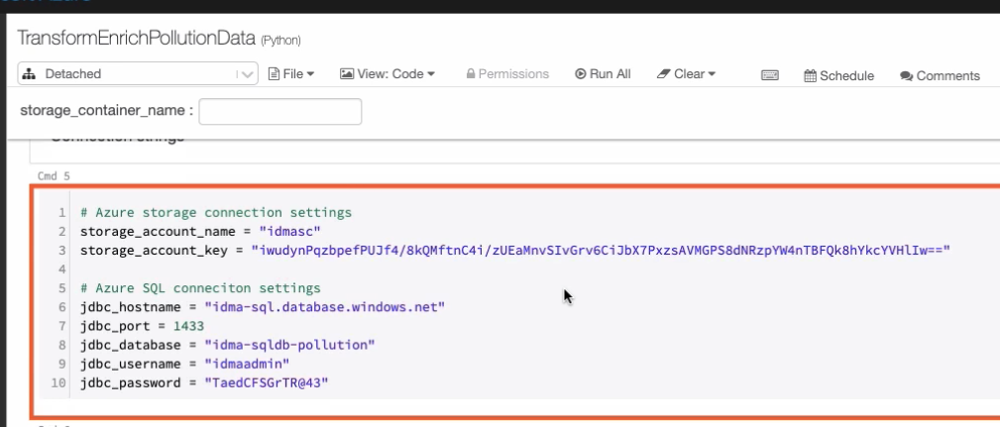 TransformEnrichPollutionData (Python)
Detached File View: Code Permissions Run All Clear Schedule Comments
storage_container_name :
Connection strings
Cmd 5
1 # Azure storage connection settings
2 storage_account_name = "idmasc"
3 storage_account_key = "iwudynPqzbpefPUJf4/8kQMftnC4i/zUEaMnvSIvGrv6CiJbX7PxzsAVMGPS8dNRzpYW4nTBFQk8hYkcYVHlIw=="
4
5 # Azure SQL conneciton settings
6 jdbc_hostname = "idma-sql.database.windows.net"
7 jdbc_port = 1433
8 jdbc_database = "idma-sqldb-pollution"
9 jdbc_username = "idmaadmin"
10 jdbc_password = "TaedCFSGrTR@43"